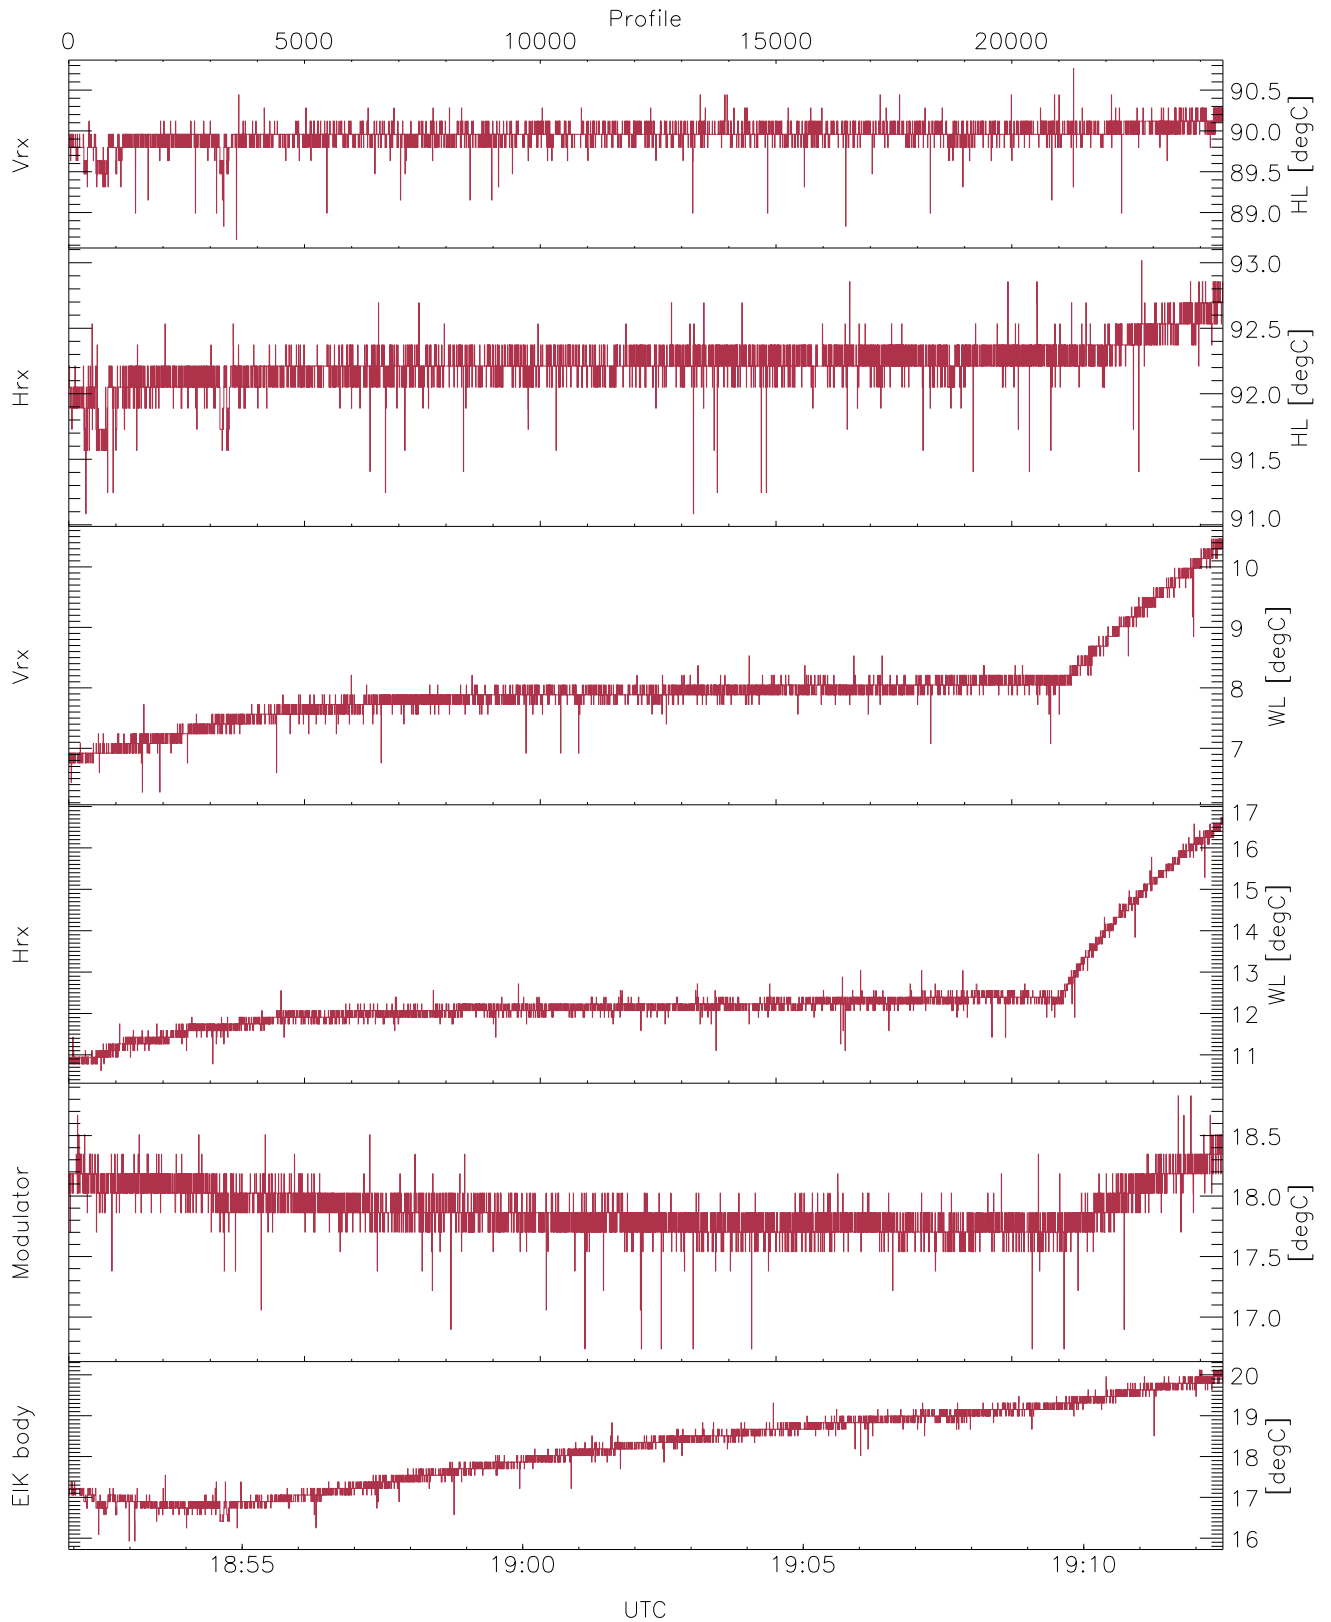 Profile
0 5000 10000 15000 20000
Vrx
90.5
90.0
89.5
89.0
HL [degC]
Hrx
93.0
92.5
92.0
91.5
91.0
HL [degC]
Vrx
10
9
8
7
WL [degC]
Hrx
17
16
15
14
13
12
11
WL [degC]
Modulator
18.5
18.0
17.5
17.0
[degC]
EIK body
20
19
18
17
16
[degC]
18:55 19:00 19:05 19:10
UTC